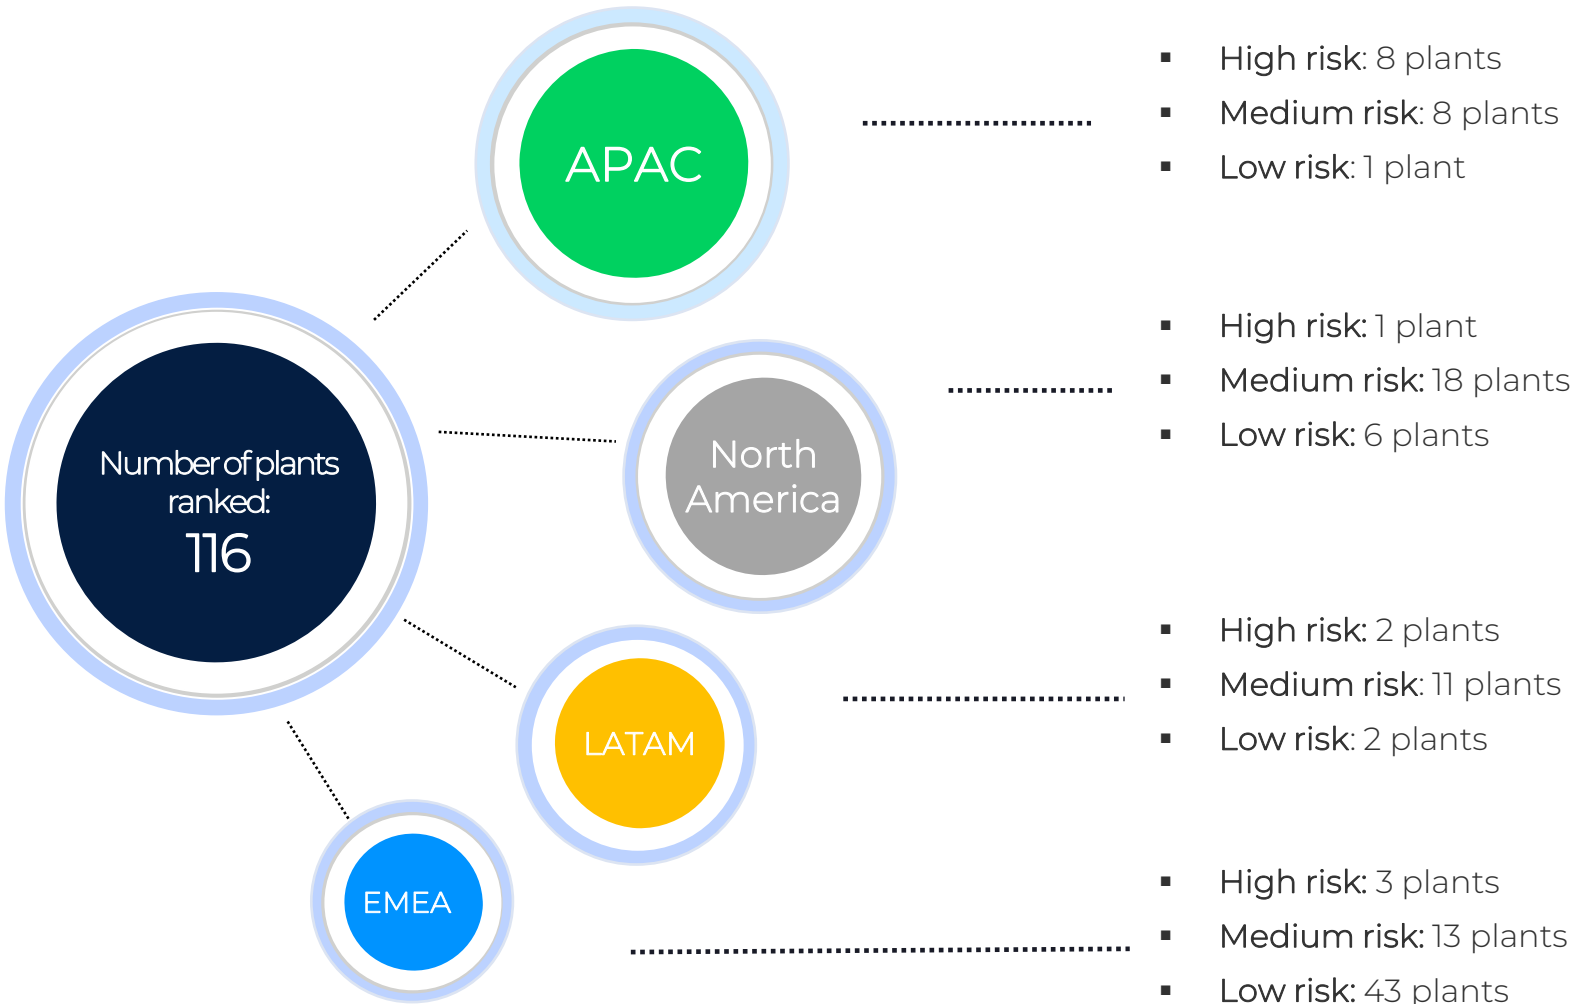 APAC
▪ High risk: 8 plants
▪ Medium risk: 8 plants
▪ Low risk: 1 plant
Number of plants
ranked:
116
North
America
▪ High risk: 1 plant
▪ Medium risk: 18 plants
▪ Low risk: 6 plants
LATAM
▪ High risk: 2 plants
▪ Medium risk: 11 plants
▪ Low risk: 2 plants
EMEA
▪ High risk: 3 plants
▪ Medium risk: 13 plants
▪ Low risk: 43 plants